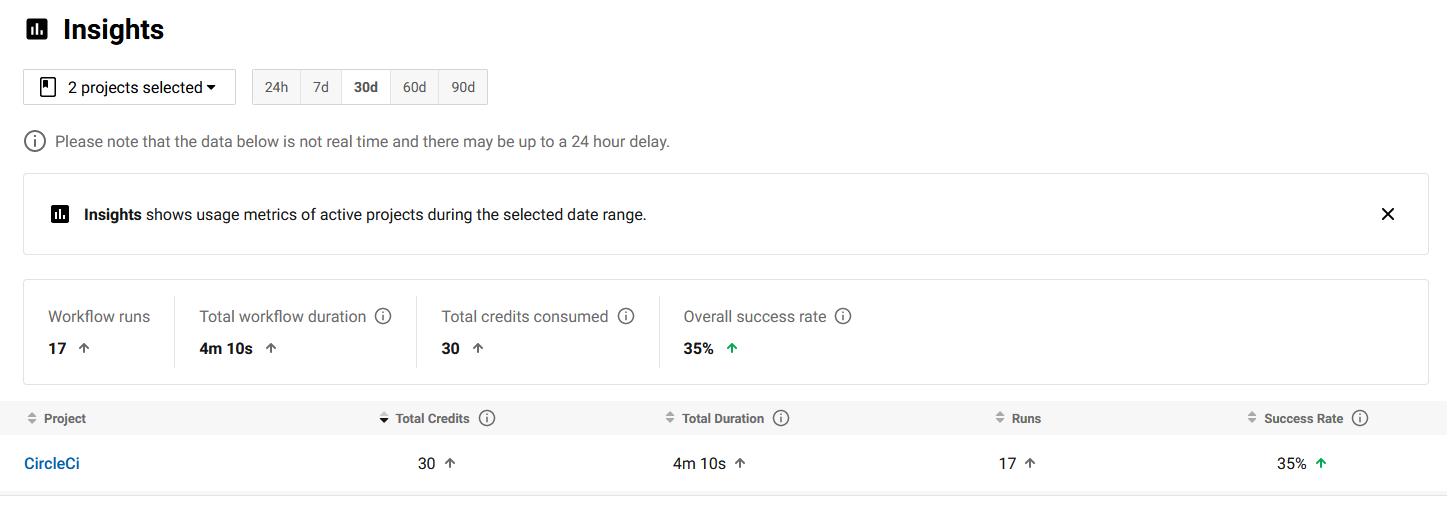 Insights
2 projects selected
24h 7d 30d 60d 90d
Please note that the data below is not real time and there may be up to a 24 hour delay.
Insights shows usage metrics of active projects during the selected date range.
Workflow runs Total workflow duration Total credits consumed Overall success rate
17 4m 10s 30 35%
Project Total Credits Total Duration Runs Success Rate
CircleCi 30 4m 10s 17 35%